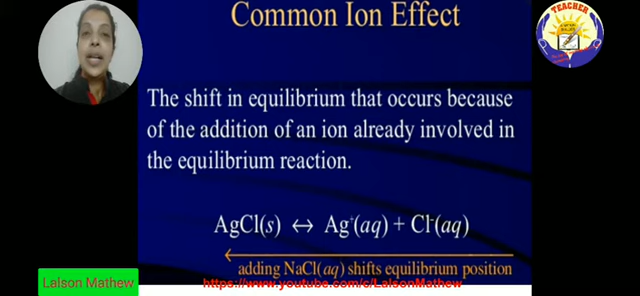 Common Ion Effect
TEACHER
The shift in equilibrium that occurs because
of the addition of an ion already involved in
the equilibrium reaction.
AgCl(s) ↔ Ag⁺(aq) + Cl⁻(aq)
adding NaCl(aq) shifts equilibrium position
Lalson Mathew
https://www.youtube.com/c/LalsonMathew